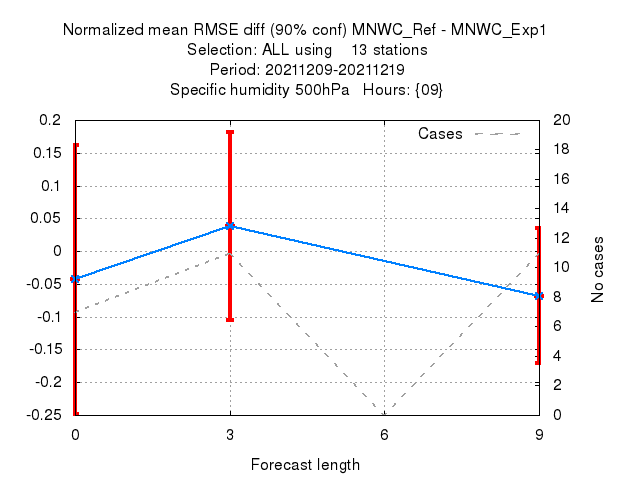 Normalized mean RMSE diff (90% conf) MNWC_Ref - MNWC_Exp1
Selection: ALL using    13 stations
Period: 20211209-20211219
Specific humidity 500hPa   Hours: {09}
Cases
0.2
0.15
0.1
0.05
0
-0.05
-0.1
-0.15
-0.2
-0.25
20
18
16
14
12
10
8
6
4
2
0
No cases
0 3 6 9
Forecast length